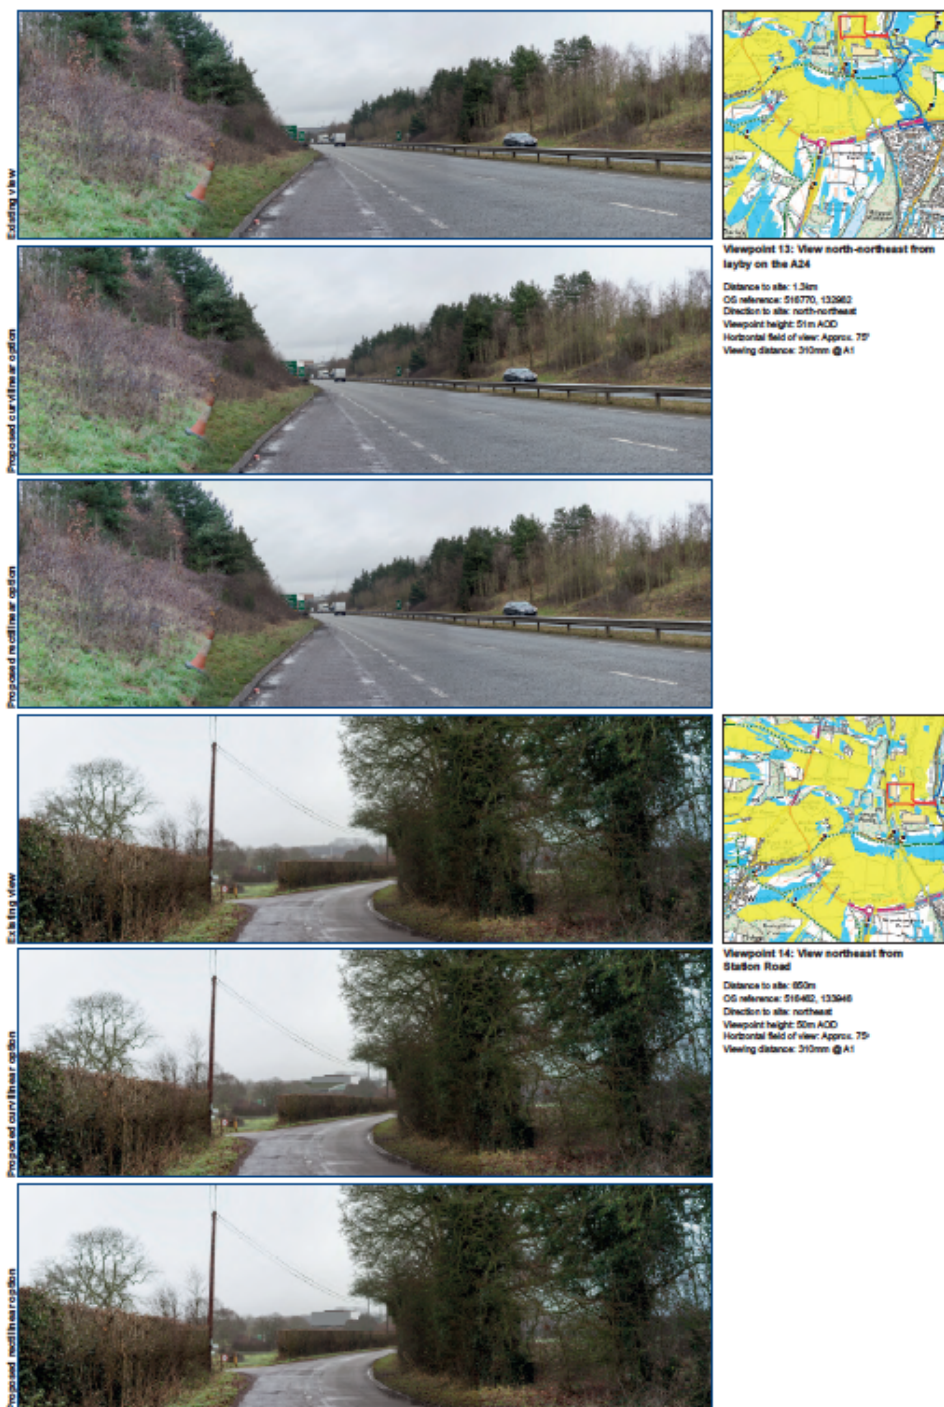 Existing view
Proposed curvilinear option
Proposed rectilinear option
Viewpoint 13: View north-northeast from
layby on the A24
Distance to site: 1.3km
OS reference: 516770, 132982
Direction to site: north-northeast
Viewpoint height: 51m AOD
Horizontal field of view: Approx. 75°
Viewing distance: 310mm @ A1
Existing view
Proposed curvilinear option
Proposed rectilinear option
Viewpoint 14: View northeast from
Station Road
Distance to site: 650m
OS reference: 516462, 133946
Direction to site: northeast
Viewpoint height: 50m AOD
Horizontal field of view: Approx. 75°
Viewing distance: 310mm @ A1